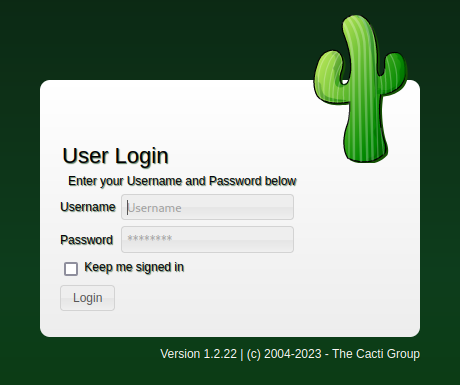 User Login
Enter your Username and Password below
Username Username
Password ********
Keep me signed in
Login
Version 1.2.22 | (c) 2004-2023 - The Cacti Group